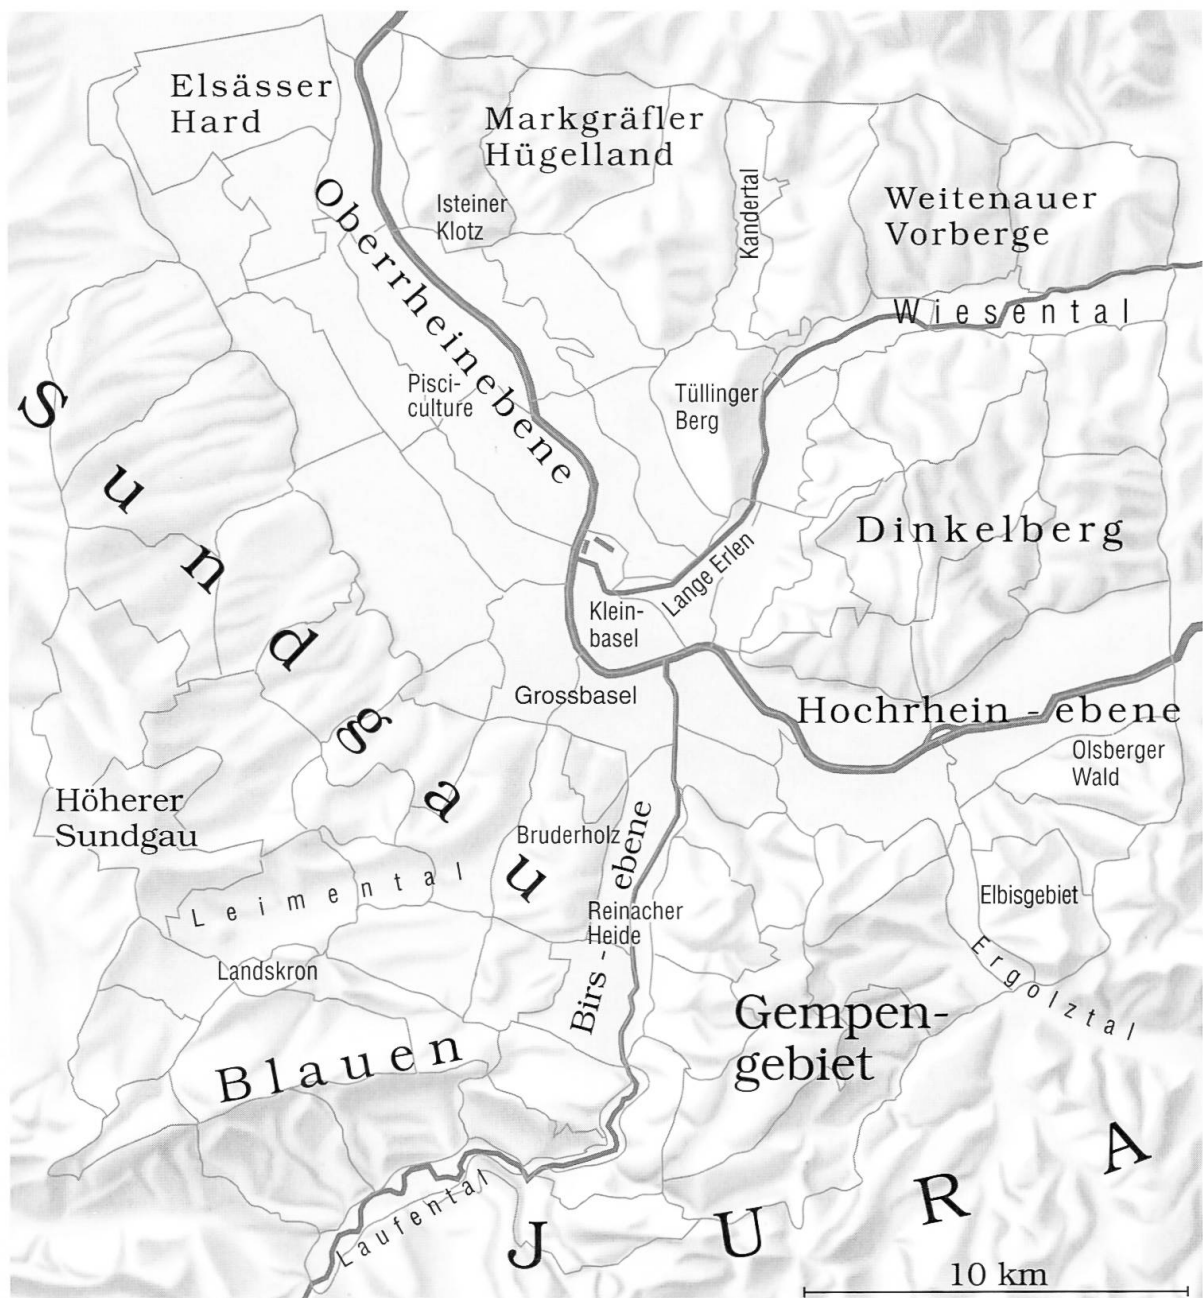 Elsässer
Hard
Markgräfler
Hügelland
Isteiner
Klotz
Kandertal
Weitenauer
Vorberge
Oberrheinebene
Wiesental
Pisci-
culture
Tüllinger
Berg
Sundgau
Dinkelberg
Lange Erlen
Klein-
basel
Grossbasel
Hochrhein - ebene
Olsberger
Wald
Höherer
Sundgau
Bruderholz
Birs - ebene
Leimental
Reinacher
Heide
Elbisgebiet
Ergolztal
Landskron
Gempen-
gebiet
Blauen
Laufental
JURA
10 km